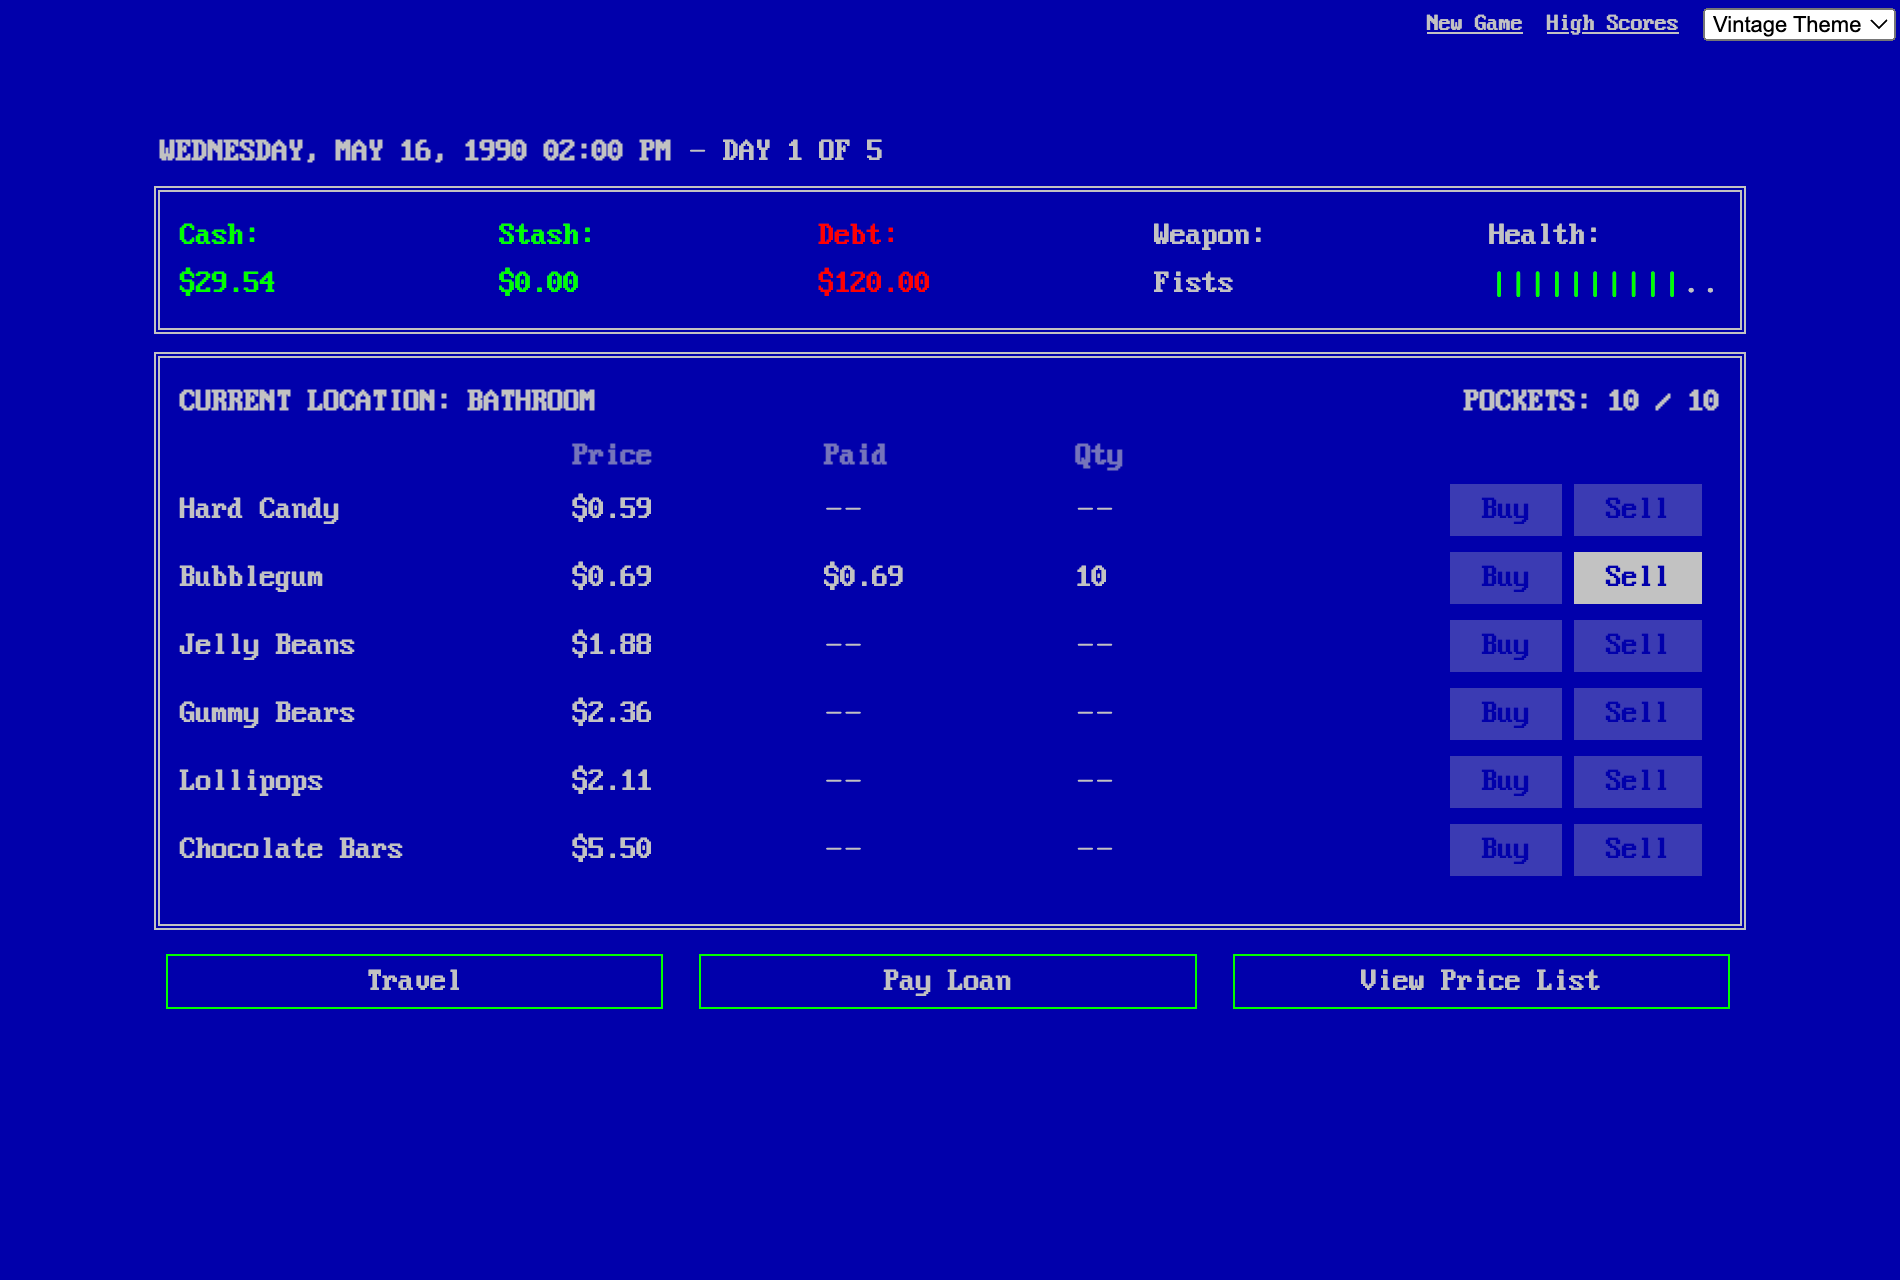 New Game High Scores Vintage Theme
WEDNESDAY, MAY 16, 1990 02:00 PM - DAY 1 OF 5
Cash: Stash: Debt: Weapon: Health:
$29.54 $0.00 $120.00 Fists ||||||||||..
CURRENT LOCATION: BATHROOM POCKETS: 10 / 10
Price Paid Qty
Hard Candy $0.59 -- -- Buy Sell
Bubblegum $0.69 $0.69 10 Buy Sell
Jelly Beans $1.88 -- -- Buy Sell
Gummy Bears $2.36 -- -- Buy Sell
Lollipops $2.11 -- -- Buy Sell
Chocolate Bars $5.50 -- -- Buy Sell
Travel Pay Loan View Price List